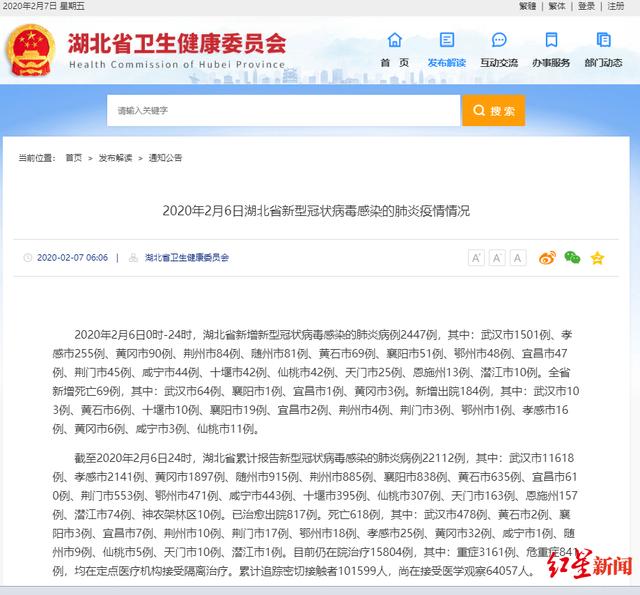 2020年2月7日 星期五
繁體 | 繁体 | 登录 | 注册
湖北省卫生健康委员会
Health Commission of Hubei Province
首 页 发布解读 互动交流 办事服务 部门动态
请输入关键字 搜 索
当前位置: 首页 > 发布解读 > 通知公告
2020年2月6日湖北省新型冠状病毒感染的肺炎疫情情况
2020-02-07 06:06 | 湖北省卫生健康委员会
A+ A- A
2020年2月6日0时-24时，湖北省新增新型冠状病毒感染的肺炎病例2447例，其中：武汉市1501例、孝
感市255例、黄冈市90例、荆州市84例、随州市81例、黄石市69例、襄阳市51例、鄂州市48例、宜昌市47
例、荆门市45例、咸宁市44例、十堰市42例、仙桃市42例、天门市25例、恩施州13例、潜江市10例。全省
新增死亡69例，其中：武汉市64例、襄阳市1例、宜昌市1例、黄冈市3例。新增出院184例，其中：武汉市10
3例、黄石市6例、十堰市10例、襄阳市19例、宜昌市2例、荆州市4例、荆门市3例、鄂州市1例、孝感市16
例、黄冈市6例、咸宁市3例、仙桃市11例。
截至2020年2月6日24时，湖北省累计报告新型冠状病毒感染的肺炎病例22112例，其中：武汉市11618
例、孝感市2141例、黄冈市1897例、随州市915例、荆州市885例、襄阳市838例、黄石市635例、宜昌市61
0例、荆门市553例、鄂州市471例、咸宁市443例、十堰市395例、仙桃市307例、天门市163例、恩施州157
例、潜江市74例、神农架林区10例。已治愈出院817例。死亡618例，其中：武汉市478例、黄石市2例、襄阳
市3例、宜昌市7例、荆州市10例、荆门市17例、鄂州市18例、孝感市25例、黄冈市32例、咸宁市1例、随
州市9例、仙桃市5例、天门市10例、潜江市1例。目前仍在院治疗15804例，其中：重症3161例、危重症841
例，均在定点医疗机构接受隔离治疗。累计追踪密切接触者101599人，尚在接受医学观察64057人。
红星新闻